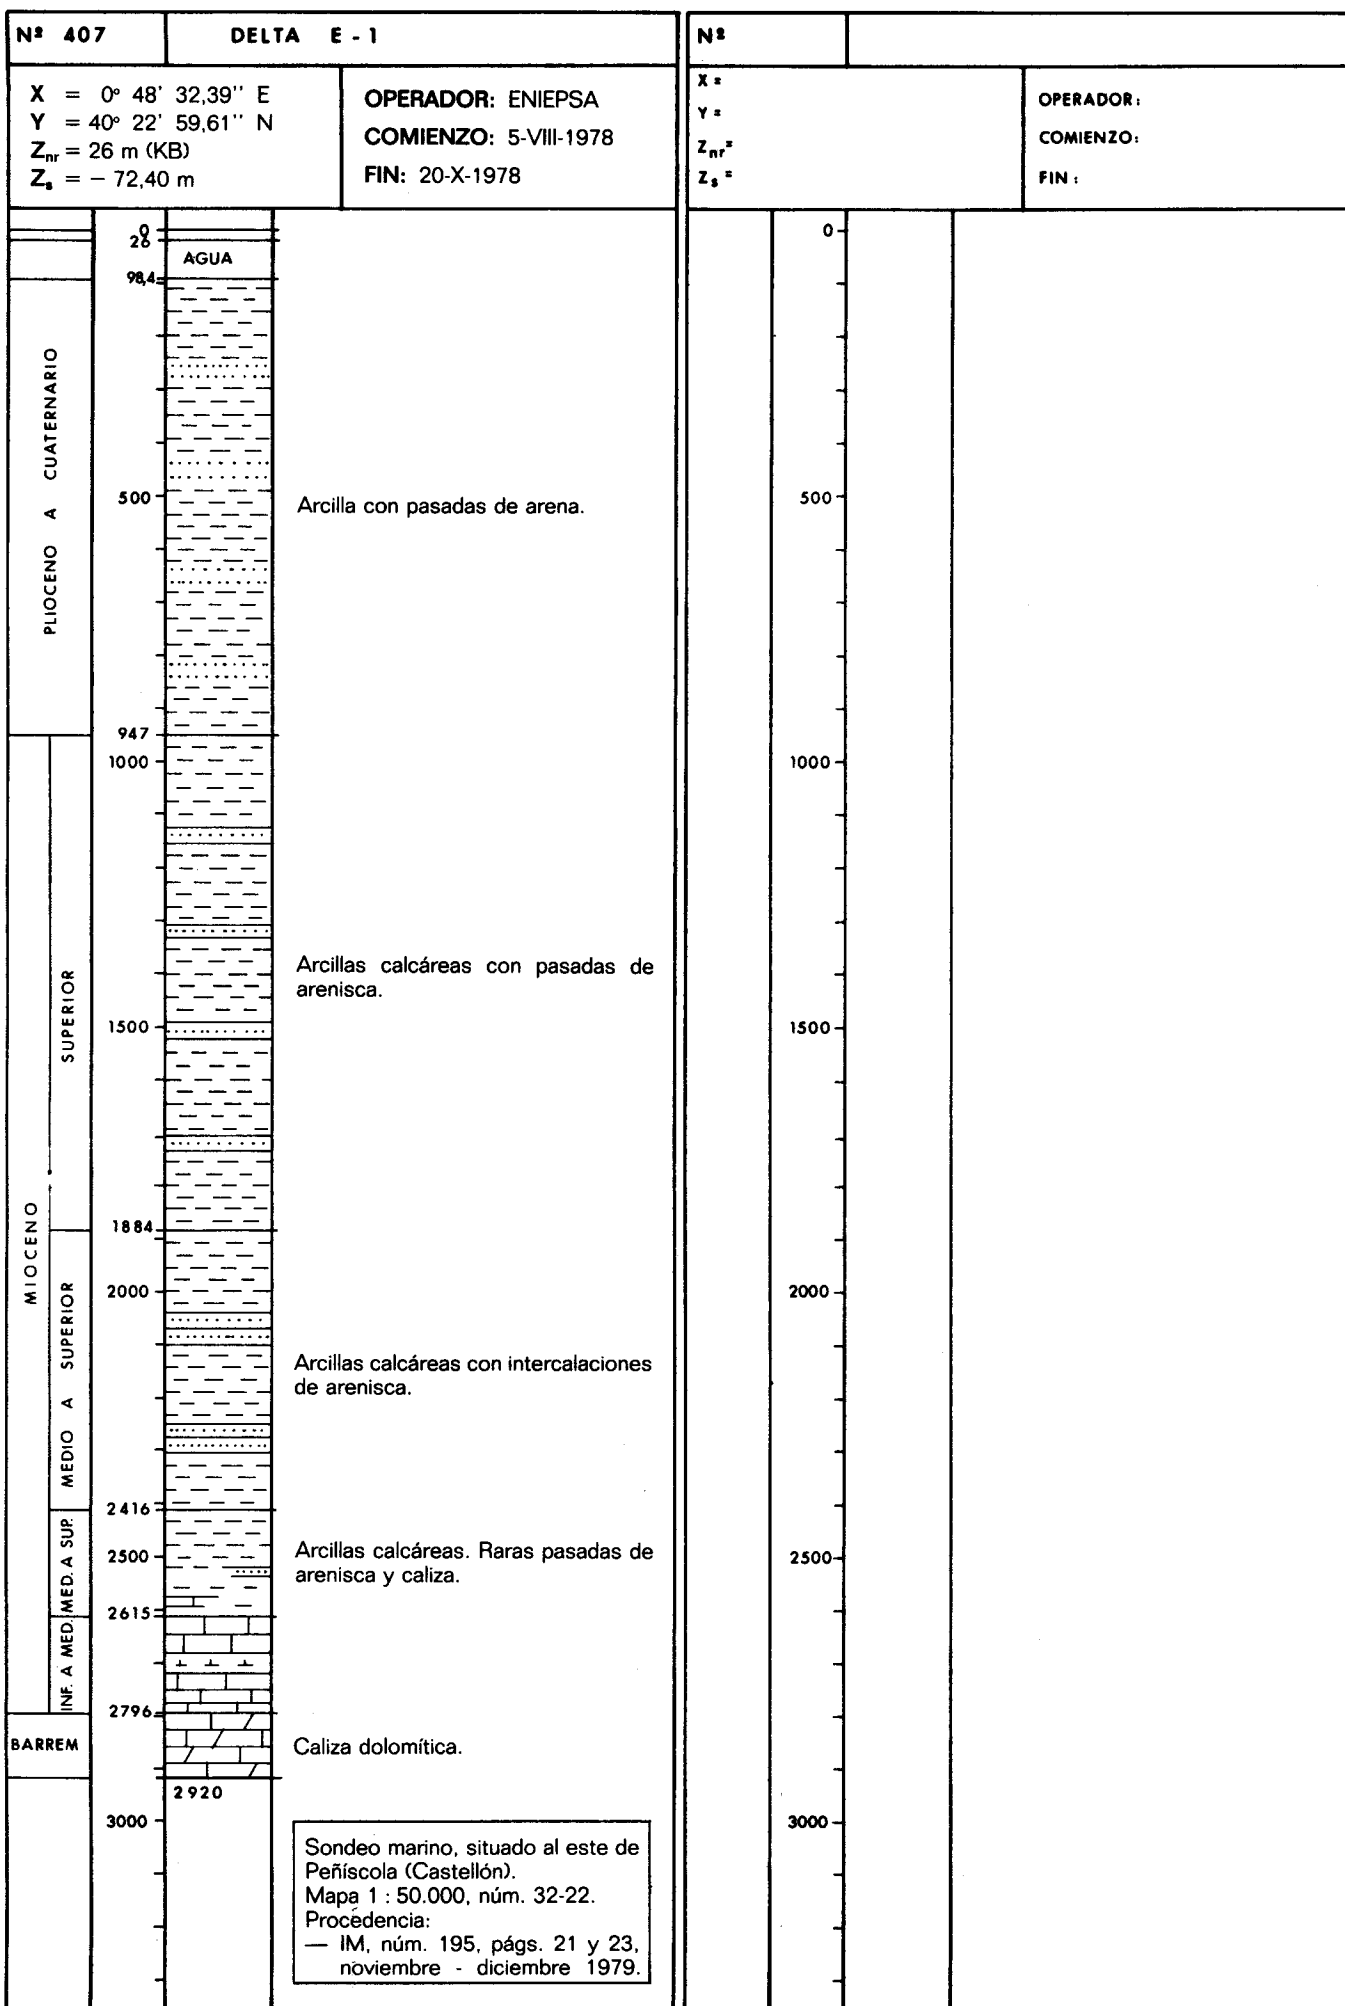 Nº 407 DELTA E - 1
X = 0° 48' 32,39'' E
Y = 40° 22' 59,61'' N
Znr = 26 m (KB)
Zs = − 72,40 m
OPERADOR: ENIEPSA
COMIENZO: 5-VIII-1978
FIN: 20-X-1978
0
26
AGUA
98,4
PLIOCENO A CUATERNARIO
500
Arcilla con pasadas de arena.
947
1000
MIOCENO
SUPERIOR
Arcillas calcáreas con pasadas de
arenisca.
1500
1884
2000
MEDIO A SUPERIOR
Arcillas calcáreas con intercalaciones
de arenisca.
2416
MED. A SUP.
2500
Arcillas calcáreas. Raras pasadas de
arenisca y caliza.
2615
INF. A MED.
2796
BARREM
Caliza dolomítica.
2920
3000
Sondeo marino, situado al este de
Peñíscola (Castellón).
Mapa 1 : 50.000, núm. 32-22.
Procedencia:
— IM, núm. 195, págs. 21 y 23,
noviembre - diciembre 1979.
Nº
X =
Y =
Znr =
Zs =
OPERADOR:
COMIENZO:
FIN :
0
500
1000
1500
2000
2500
3000